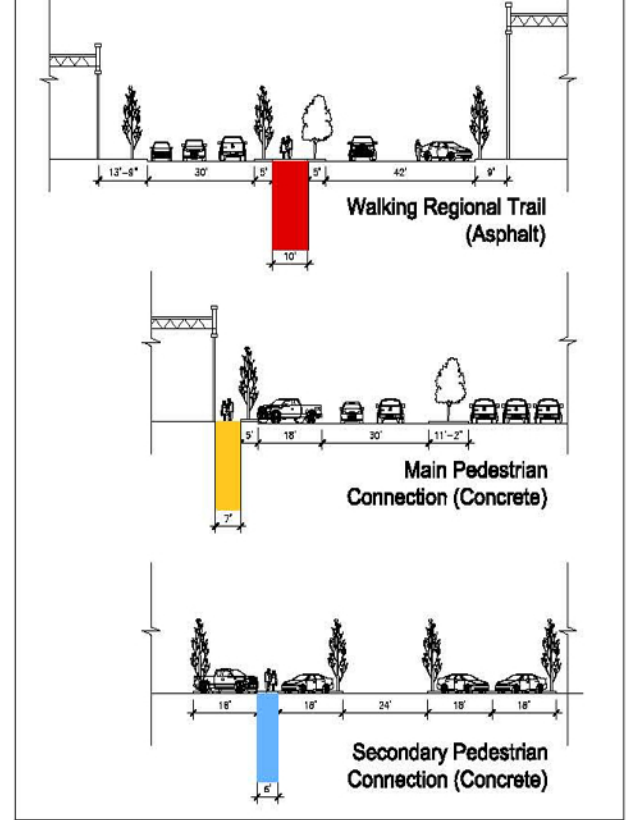 13'-9" 30' 5' 5' 42' 9'
Walking Regional Trail
(Asphalt)
10'
5' 18' 30' 11'-2"
Main Pedestrian
Connection (Concrete)
7'
18' 18' 24' 18' 18'
Secondary Pedestrian
Connection (Concrete)
6'